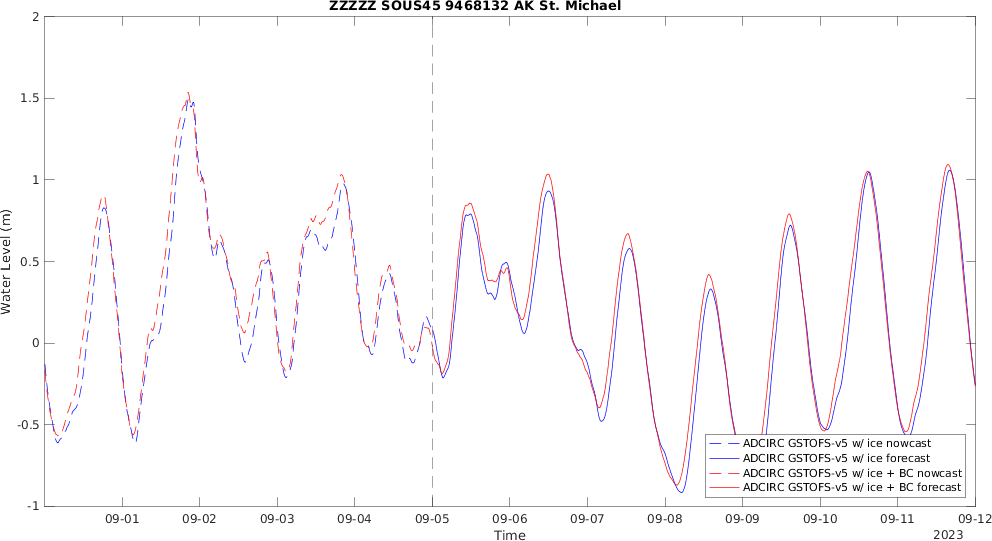 ZZZZZ SOUS45 9468132 AK St. Michael
2
1.5
1
0.5
0
-0.5
-1
Water Level (m)
ADCIRC GSTOFS-v5 w/ ice nowcast
ADCIRC GSTOFS-v5 w/ ice forecast
ADCIRC GSTOFS-v5 w/ ice + BC nowcast
ADCIRC GSTOFS-v5 w/ ice + BC forecast
09-01 09-02 09-03 09-04 09-05 09-06 09-07 09-08 09-09 09-10 09-11 09-12
Time
2023